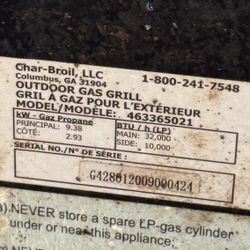 Char-Broil, LLC
Columbus, GA 31904 1-800-241-7548
OUTDOOR GAS GRILL
GRIL À GAZ POUR L'EXTÉRIEUR
MODEL/MODÈLE: 463365021
kW - Gaz Propane BTU / h (LP)
PRINCIPAL: 9.38 MAIN: 32,000
CÔTÉ: 2.93 SIDE: 10,000
SERIAL NO./N° DE SÉRIE:
G428612009000424
a).NEVER store a spare LP-gas cylinder
under or near this appliance;
NEVER